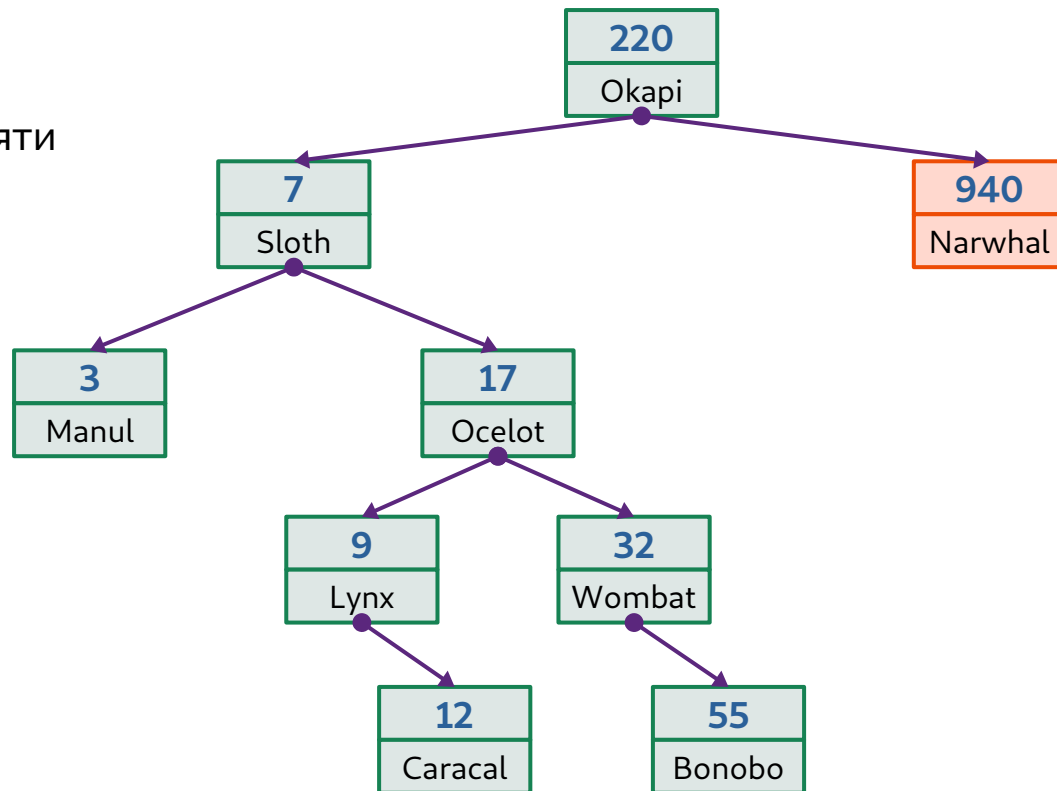 220
Okapi
7
Sloth
940
Narwhal
3
Manul
17
Ocelot
9
Lynx
32
Wombat
12
Caracal
55
Bonobo